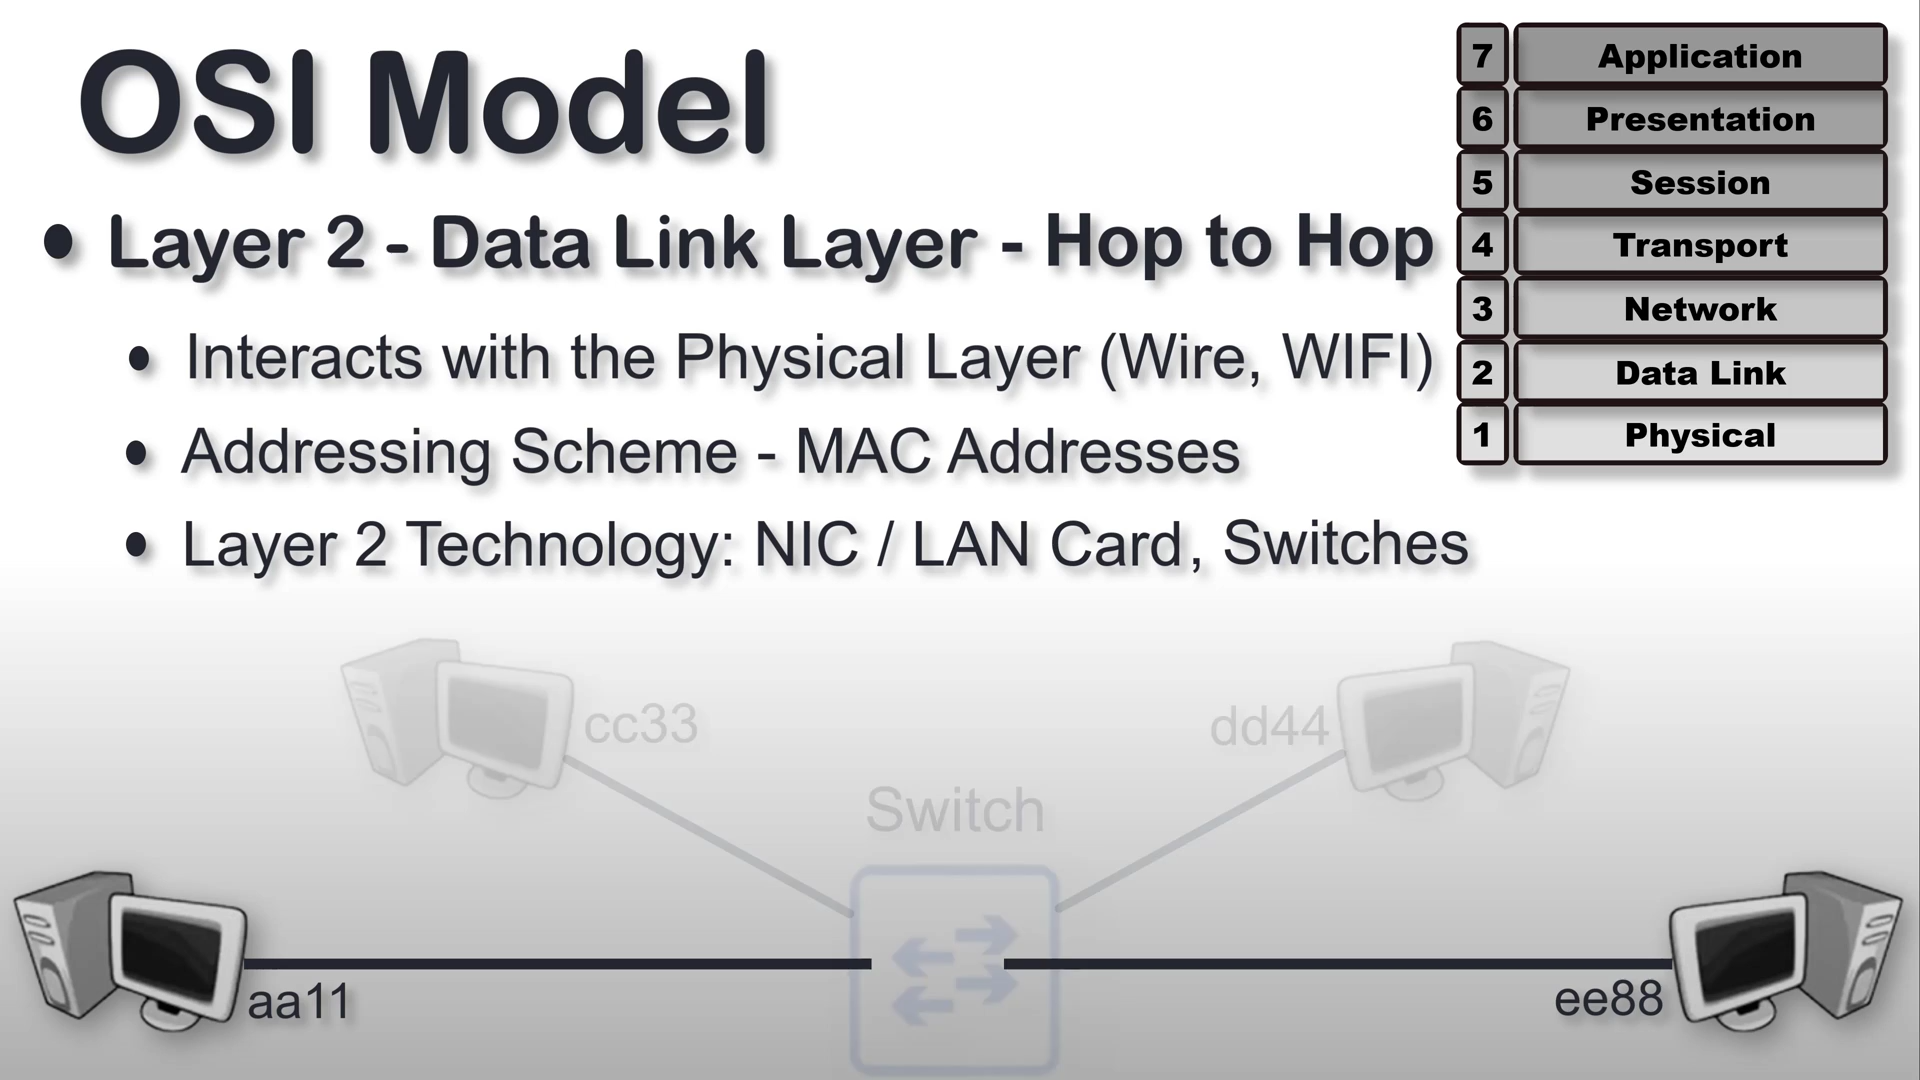 OSI Model
• Layer 2 - Data Link Layer - Hop to Hop
• Interacts with the Physical Layer (Wire, WIFI)
• Addressing Scheme - MAC Addresses
• Layer 2 Technology: NIC / LAN Card, Switches
7 Application
6 Presentation
5 Session
4 Transport
3 Network
2 Data Link
1 Physical
cc33
dd44
Switch
aa11
ee88